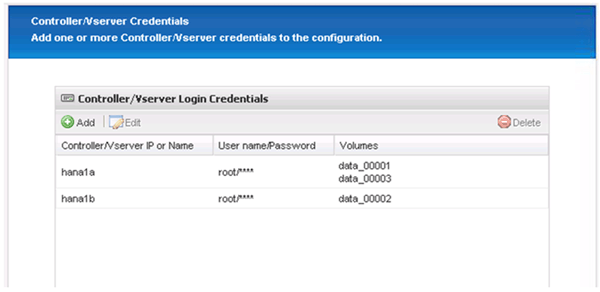 Controller/Vserver Credentials
Add one or more Controller/Vserver credentials to the configuration.
Controller/Vserver Login Credentials
Add Edit Delete
Controller/Vserver IP or Name User name/Password Volumes
hana1a root/**** data_00001
data_00003
hana1b root/**** data_00002